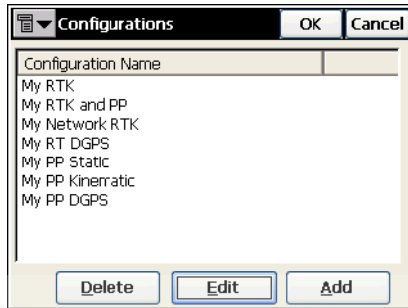 Configurations OK Cancel
Configuration Name
My RTK
My RTK and PP
My Network RTK
My RT DGPS
My PP Static
My PP Kinematic
My PP DGPS
Delete Edit Add